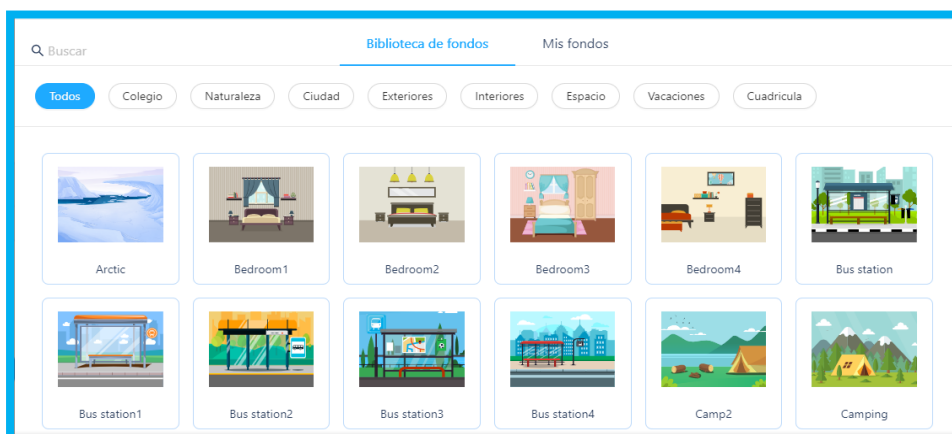 Buscar
Biblioteca de fondos Mis fondos
Todos Colegio Naturaleza Ciudad Exteriores Interiores Espacio Vacaciones Cuadricula
Arctic Bedroom1 Bedroom2 Bedroom3 Bedroom4 Bus station
Bus station1 Bus station2 Bus station3 Bus station4 Camp2 Camping